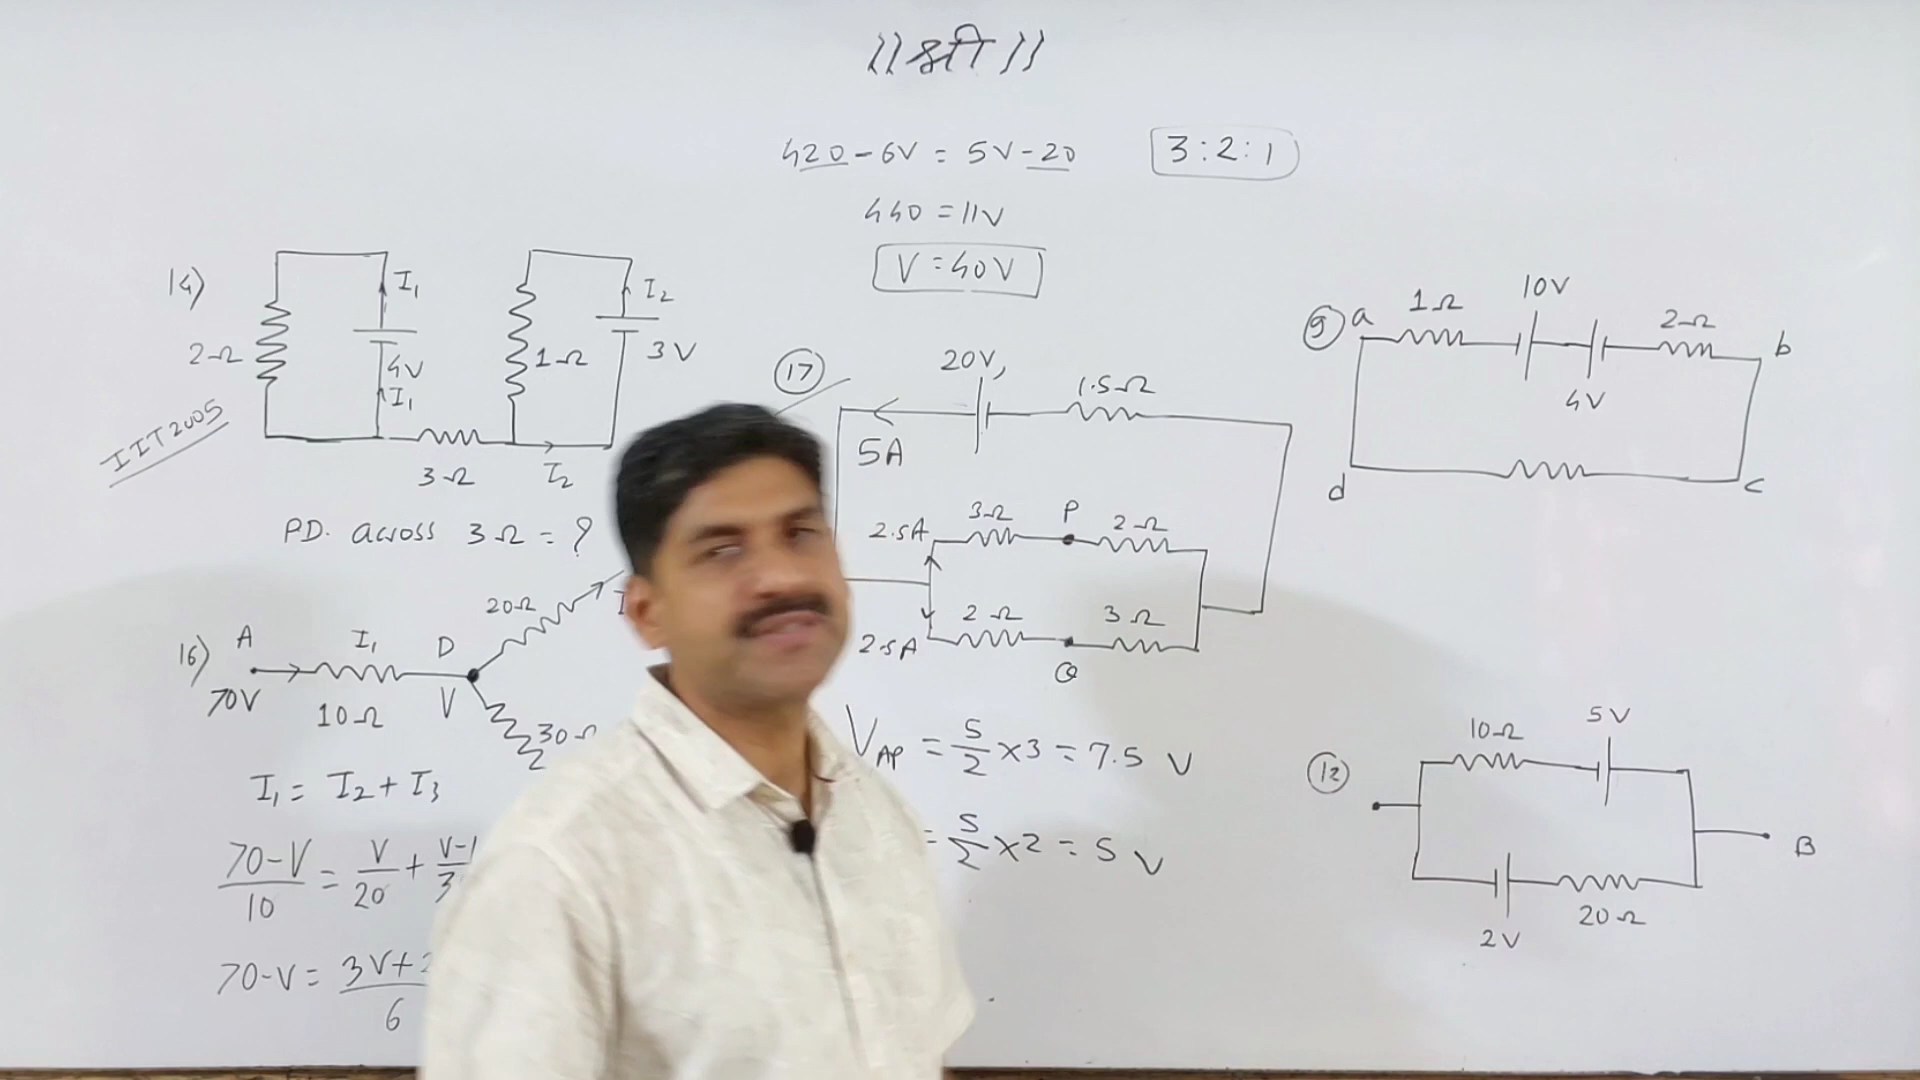 ॥ श्री ॥
420 - 6V = 5V - 20
3 : 2 : 1
440 = 11V
V = 40V
14)
I₁
2Ω
4V
I₁
I₂
1Ω
3V
3Ω
I₂
IIT 2005
P.D. across 3Ω = ?
16)
A
70V
I₁
10Ω
D
V
20Ω
30Ω
I₁ = I₂ + I₃
70-V/10 = V/20 +
70-V =
6
17
20V,
1.5Ω
5A
2.5A
3Ω
P
2Ω
2.5A
2Ω
Q
3Ω
V_AP = 5/2 × 3 = 7.5 V
= 5/2 × 2 = 5 V
9
a
1Ω
10V
4V
2Ω
b
d
c
12
10Ω
5V
B
2V
20Ω